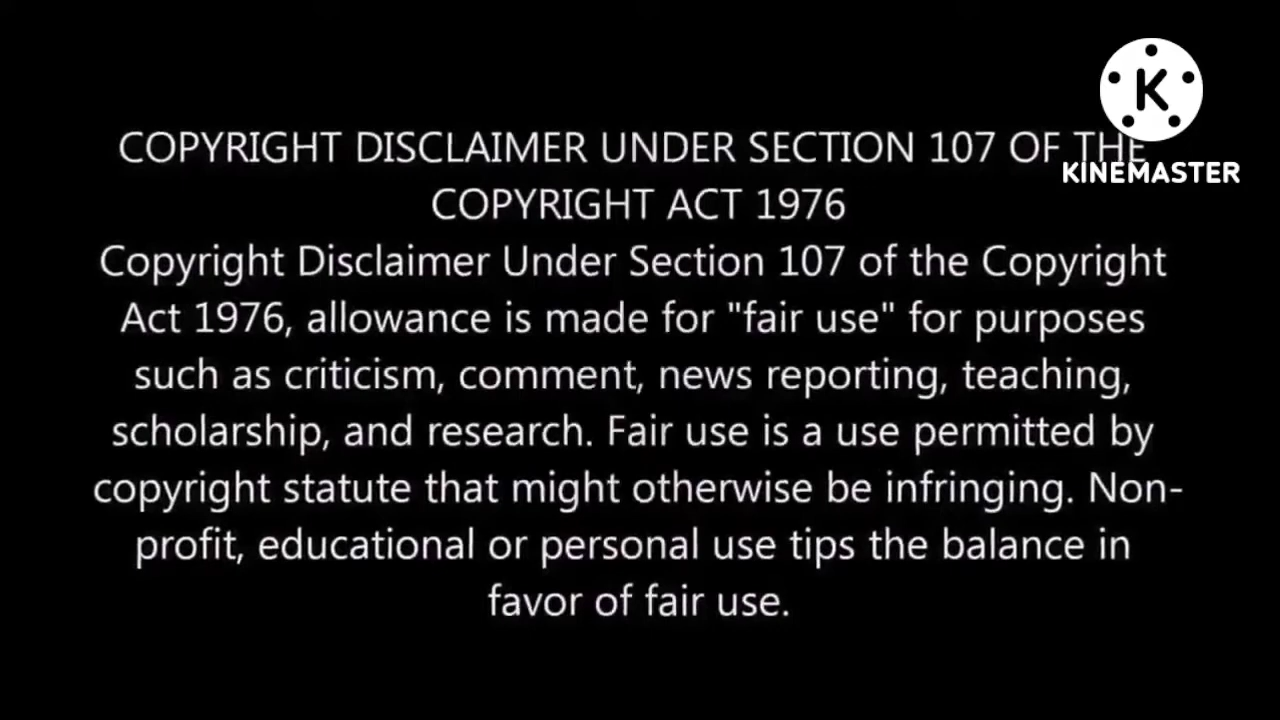 COPYRIGHT DISCLAIMER UNDER SECTION 107 OF THE
COPYRIGHT ACT 1976
Copyright Disclaimer Under Section 107 of the Copyright
Act 1976, allowance is made for "fair use" for purposes
such as criticism, comment, news reporting, teaching,
scholarship, and research. Fair use is a use permitted by
copyright statute that might otherwise be infringing. Non-
profit, educational or personal use tips the balance in
favor of fair use.
K
KINEMASTER